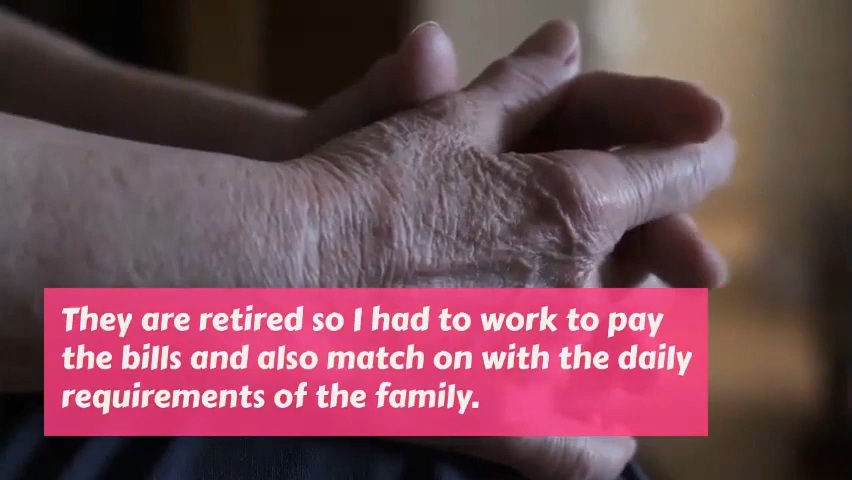 They are retired so I had to work to pay
the bills and also match on with the daily
requirements of the family.